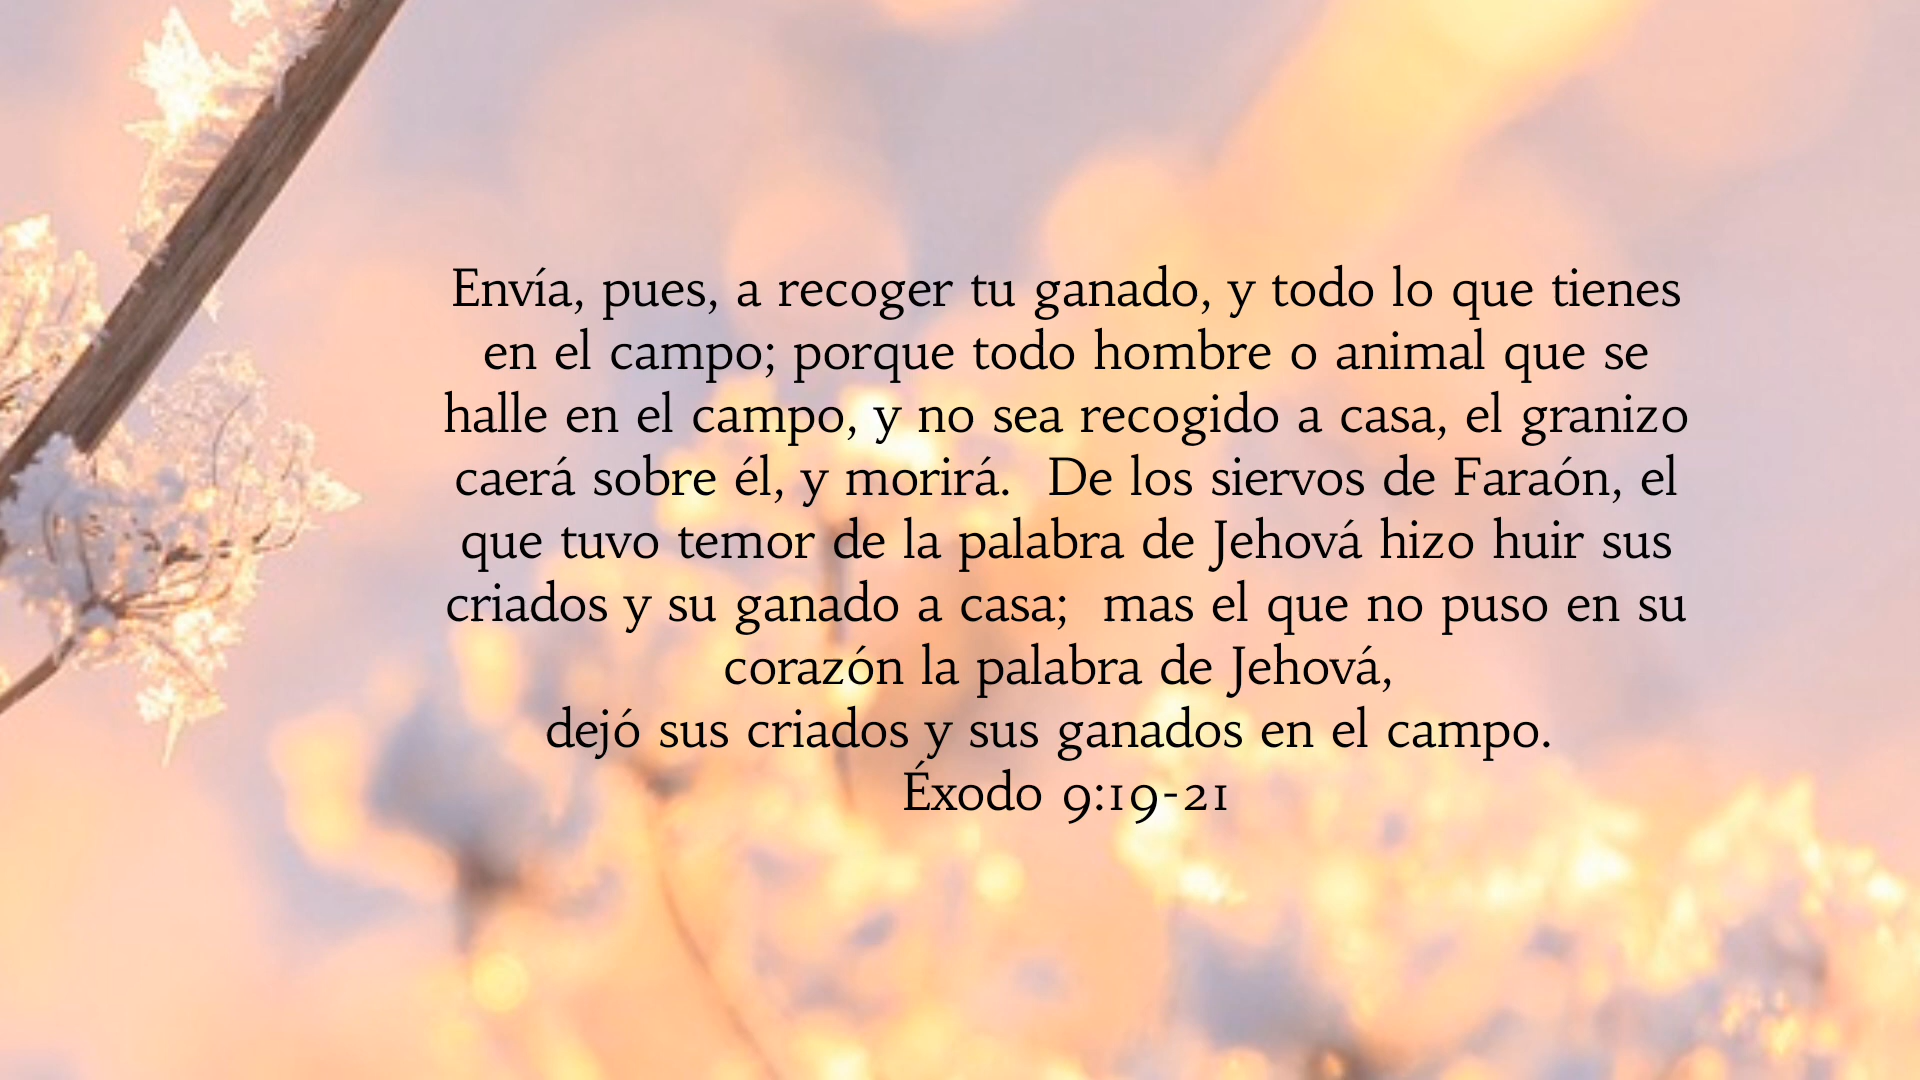 Envía, pues, a recoger tu ganado, y todo lo que tienes
en el campo; porque todo hombre o animal que se
halle en el campo, y no sea recogido a casa, el granizo
caerá sobre él, y morirá.  De los siervos de Faraón, el
que tuvo temor de la palabra de Jehová hizo huir sus
criados y su ganado a casa;  mas el que no puso en su
corazón la palabra de Jehová,
dejó sus criados y sus ganados en el campo.
Éxodo 9:19-21